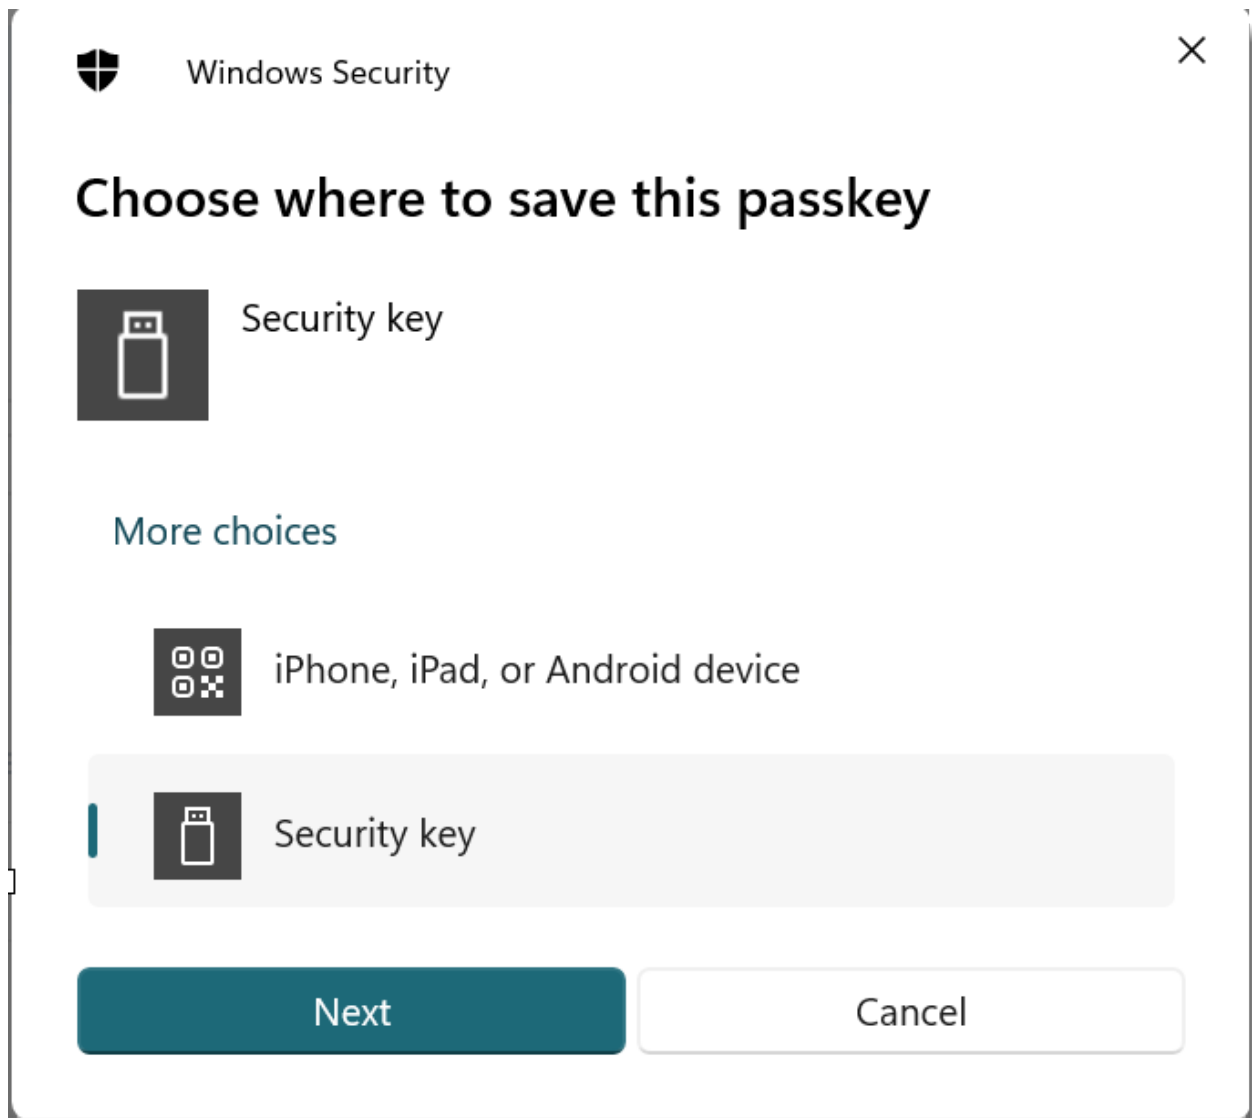 Windows Security
Choose where to save this passkey
Security key
More choices
iPhone, iPad, or Android device
Security key
Next
Cancel